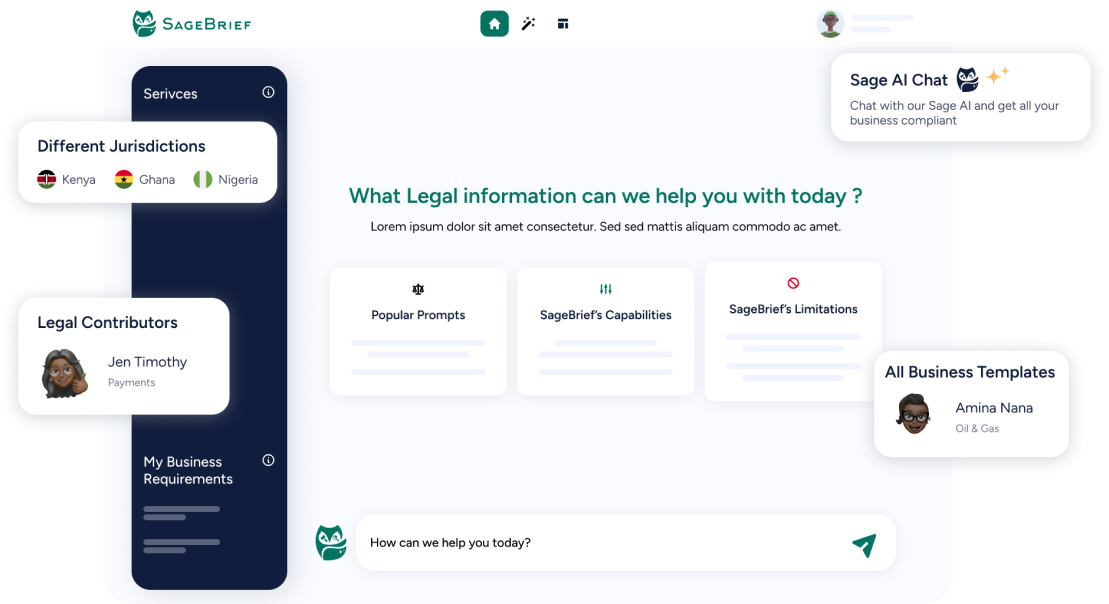 SAGEBRIEF
Serivces
Sage AI Chat
Chat with our Sage AI and get all your
business compliant
Different Jurisdictions
Kenya Ghana Nigeria
What Legal information can we help you with today ?
Lorem ipsum dolor sit amet consectetur. Sed sed mattis aliquam commodo ac amet.
Popular Prompts
SageBrief's Capabilities
SageBrief's Limitations
Legal Contributors
Jen Timothy
Payments
All Business Templates
Amina Nana
Oil & Gas
My Business
Requirements
How can we help you today?